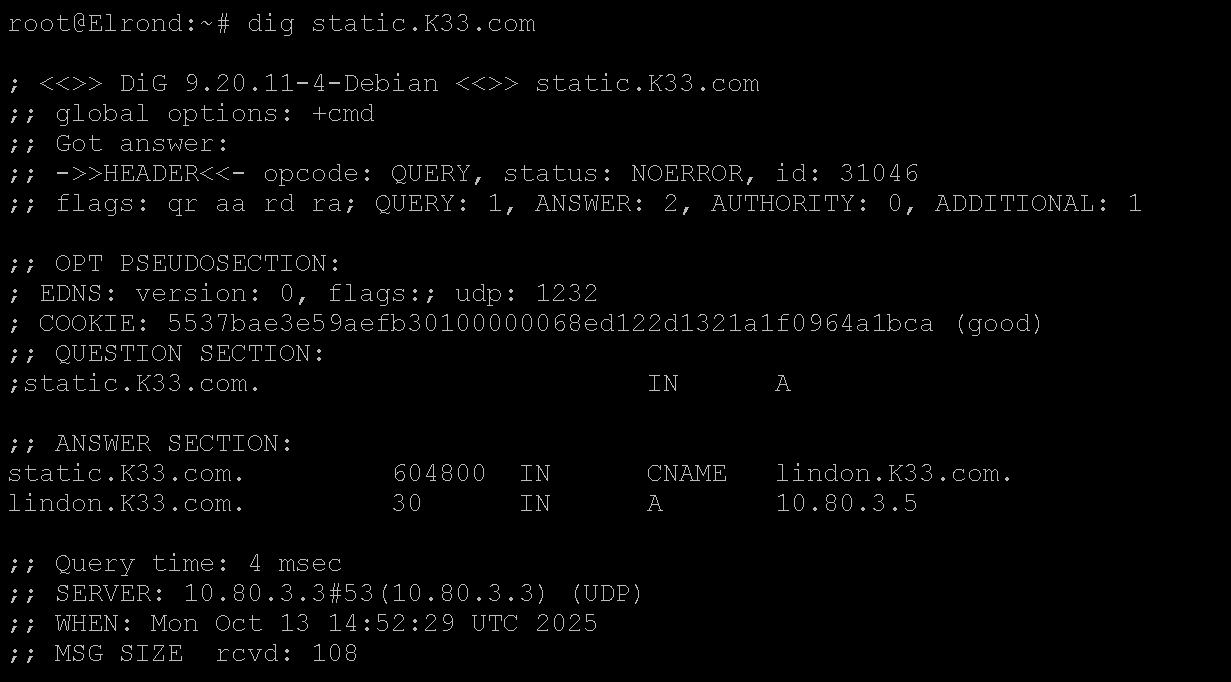 root@Elrond:~# dig static.K33.com
; <<>> DiG 9.20.11-4-Debian <<>> static.K33.com
;; global options: +cmd
;; Got answer:
;; ->>HEADER<<- opcode: QUERY, status: NOERROR, id: 31046
;; flags: qr aa rd ra; QUERY: 1, ANSWER: 2, AUTHORITY: 0, ADDITIONAL: 1
;; OPT PSEUDOSECTION:
; EDNS: version: 0, flags:; udp: 1232
; COOKIE: 5537bae3e59aefb30100000068ed122d1321a1f0964a1bca (good)
;; QUESTION SECTION:
;static.K33.com. IN A
;; ANSWER SECTION:
static.K33.com. 604800 IN CNAME lindon.K33.com.
lindon.K33.com. 30 IN A 10.80.3.5
;; Query time: 4 msec
;; SERVER: 10.80.3.3#53(10.80.3.3) (UDP)
;; WHEN: Mon Oct 13 14:52:29 UTC 2025
;; MSG SIZE  rcvd: 108